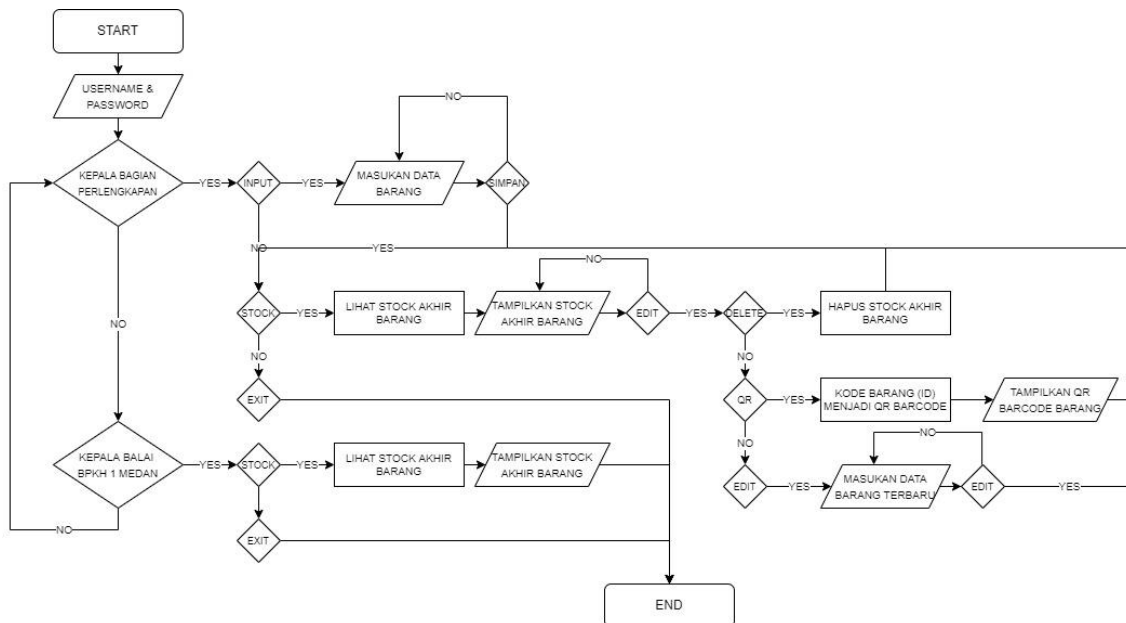 START
USERNAME &
PASSWORD
NO
KEPALA BAGIAN
PERLENGKAPAN
YES
INPUT
YES
MASUKAN DATA
BARANG
SIMPAN
NO
YES
NO
STOCK
YES
LIHAT STOCK AKHIR
BARANG
TAMPILKAN STOCK
AKHIR BARANG
EDIT
YES
DELETE
YES
HAPUS STOCK AKHIR
BARANG
NO
NO
NO
EXIT
QR
YES
KODE BARANG (ID)
MENJADI QR BARCODE
TAMPILKAN QR
BARCODE BARANG
NO
NO
KEPALA BALAI
BPKH 1 MEDAN
YES
STOCK
YES
LIHAT STOCK AKHIR
BARANG
TAMPILKAN STOCK
AKHIR BARANG
EDIT
YES
MASUKAN DATA
BARANG TERBARU
EDIT
YES
NO
EXIT
END